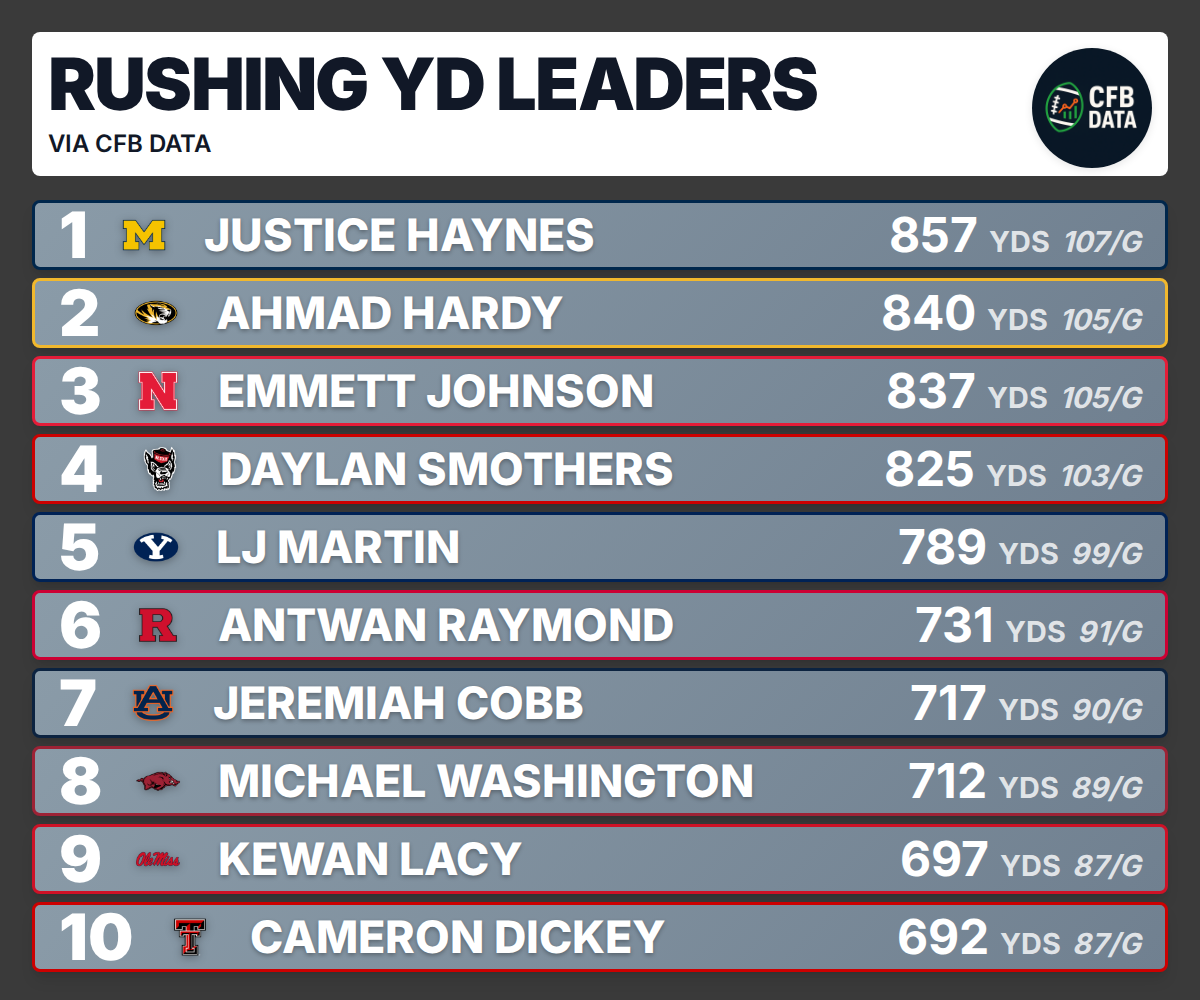 RUSHING YD LEADERS
VIA CFB DATA
CFB
DATA
1 M JUSTICE HAYNES 857 YDS 107/G
2 AHMAD HARDY 840 YDS 105/G
3 N EMMETT JOHNSON 837 YDS 105/G
4 DAYLAN SMOTHERS 825 YDS 103/G
5 Y LJ MARTIN 789 YDS 99/G
6 R ANTWAN RAYMOND 731 YDS 91/G
7 AU JEREMIAH COBB 717 YDS 90/G
8 MICHAEL WASHINGTON 712 YDS 89/G
9 Ole Miss KEWAN LACY 697 YDS 87/G
10 T CAMERON DICKEY 692 YDS 87/G